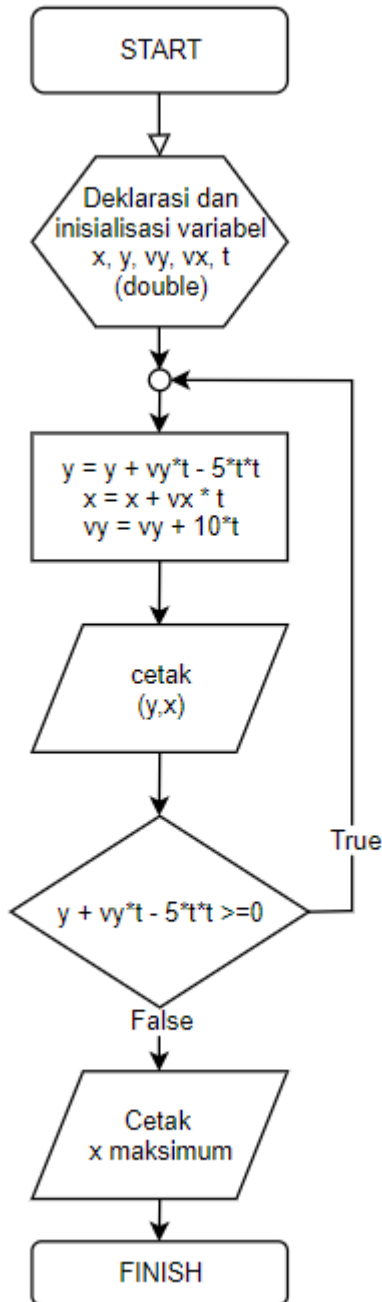 START
Deklarasi dan
inisialisasi variabel
x, y, vy, vx, t
(double)
y = y + vy*t - 5*t*t
x = x + vx * t
vy = vy + 10*t
cetak
(y,x)
True
y + vy*t - 5*t*t >=0
False
Cetak
x maksimum
FINISH